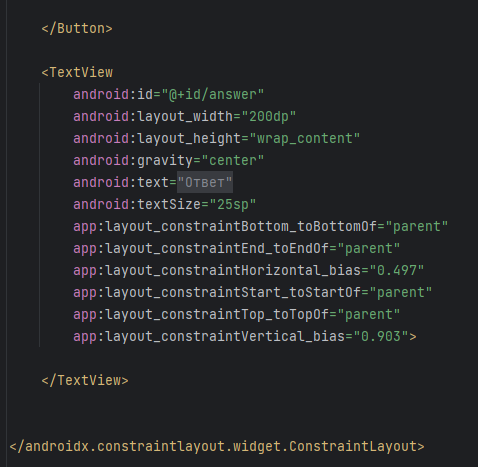 </Button>
<TextView
android:id="@+id/answer"
android:layout_width="200dp"
android:layout_height="wrap_content"
android:gravity="center"
android:text="Ответ"
android:textSize="25sp"
app:layout_constraintBottom_toBottomOf="parent"
app:layout_constraintEnd_toEndOf="parent"
app:layout_constraintHorizontal_bias="0.497"
app:layout_constraintStart_toStartOf="parent"
app:layout_constraintTop_toTopOf="parent"
app:layout_constraintVertical_bias="0.903">
</TextView>
</androidx.constraintlayout.widget.ConstraintLayout>